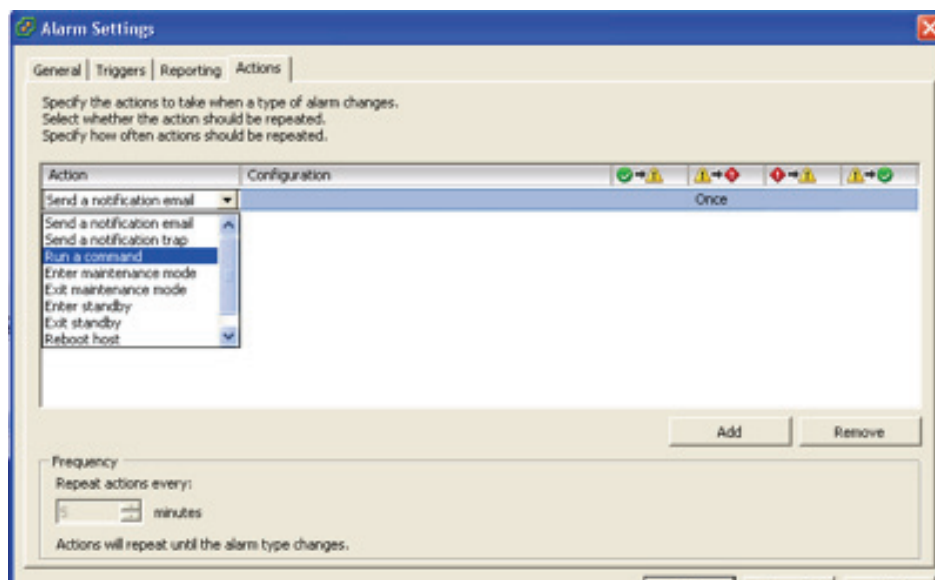 Alarm Settings
General Triggers Reporting Actions
Specify the actions to take when a type of alarm changes.
Select whether the action should be repeated.
Specify how often actions should be repeated.
Action Configuration
Send a notification email Once
Send a notification email
Send a notification trap
Run a command
Enter maintenance mode
Exit maintenance mode
Enter standby
Exit standby
Reboot host
Add Remove
Frequency
Repeat actions every:
5 minutes
Actions will repeat until the alarm type changes.